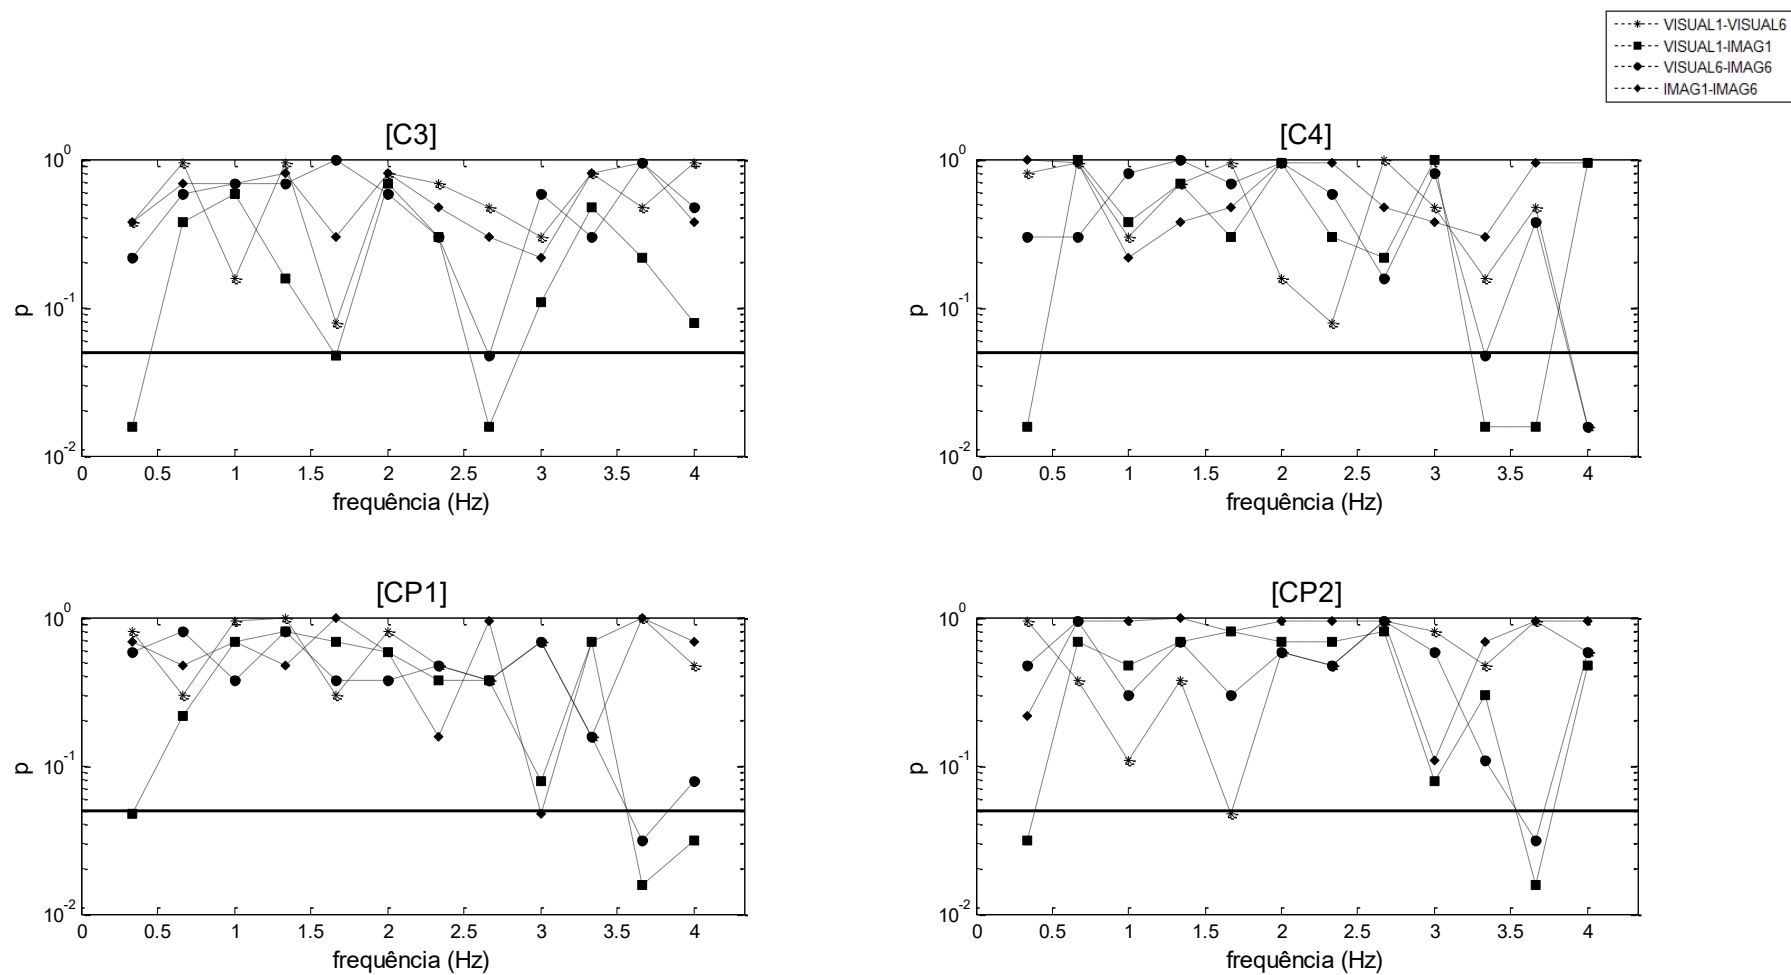 VISUAL1-VISUAL6
VISUAL1-IMAG1
VISUAL6-IMAG6
IMAG1-IMAG6
[C3]
10^0
10^-1
10^-2
p
0 0.5 1 1.5 2 2.5 3 3.5 4
frequência (Hz)
[C4]
10^0
10^-1
10^-2
p
0 0.5 1 1.5 2 2.5 3 3.5 4
frequência (Hz)
[CP1]
10^0
10^-1
10^-2
p
0 0.5 1 1.5 2 2.5 3 3.5 4
frequência (Hz)
[CP2]
10^0
10^-1
10^-2
p
0 0.5 1 1.5 2 2.5 3 3.5 4
frequência (Hz)